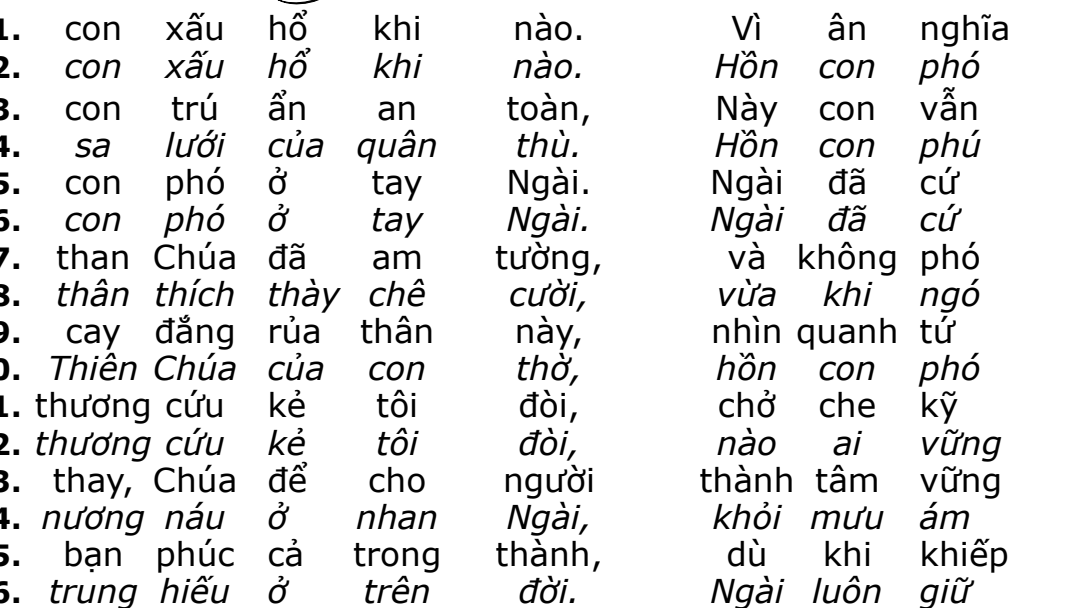 1. con xấu hổ khi nào. Vì ân nghĩa
2. con xấu hổ khi nào. Hồn con phó
3. con trú ẩn an toàn, Này con vẫn
4. sa lưới của quân thù. Hồn con phú
5. con phó ở tay Ngài. Ngài đã cứ
6. con phó ở tay Ngài. Ngài đã cứ
7. than Chúa đã am tường, và không phó
8. thân thích thày chê cười, vừa khi ngó
9. cay đắng rủa thân này, nhìn quanh tứ
0. Thiên Chúa của con thờ, hồn con phó
1. thương cứu kẻ tôi đòi, chở che kỹ
2. thương cứu kẻ tôi đòi, nào ai vững
3. thay, Chúa để cho người thành tâm vững
4. nương náu ở nhan Ngài, khỏi mưu ám
5. bạn phúc cả trong thành, dù khi khiếp
6. trung hiếu ở trên đời. Ngài luôn giữ